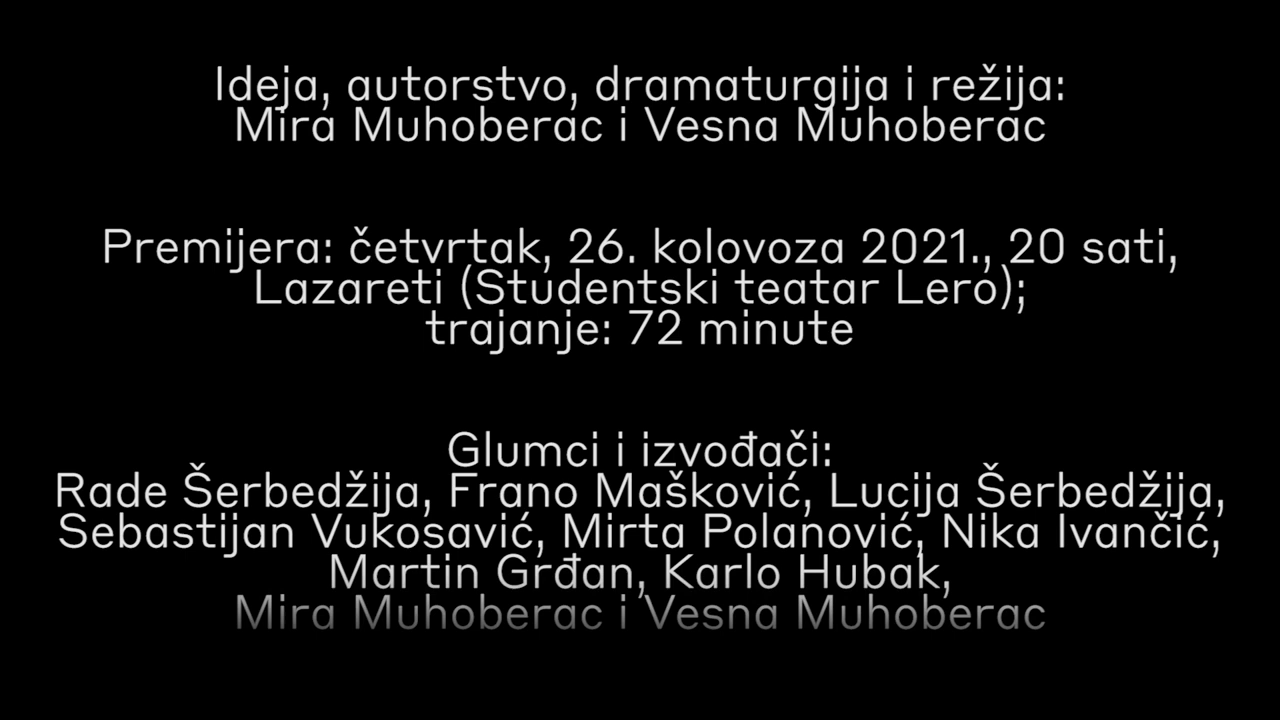 Ideja, autorstvo, dramaturgija i režija:
Mira Muhoberac i Vesna Muhoberac
Premijera: četvrtak, 26. kolovoza 2021., 20 sati,
Lazareti (Studentski teatar Lero);
trajanje: 72 minute
Glumci i izvođači:
Rade Šerbedžija, Frano Mašković, Lucija Šerbedžija,
Sebastijan Vukosavić, Mirta Polanović, Nika Ivančić,
Martin Grđan, Karlo Hubak,
Mira Muhoberac i Vesna Muhoberac